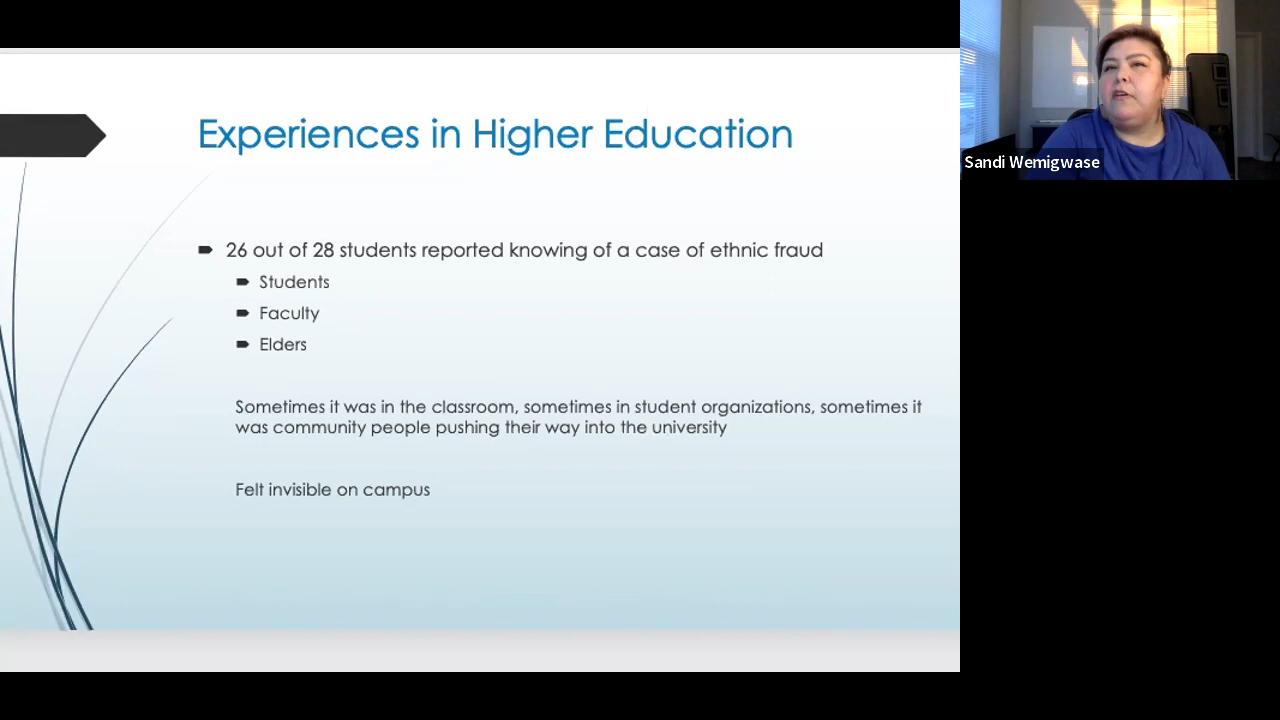 Experiences in Higher Education
26 out of 28 students reported knowing of a case of ethnic fraud
Students
Faculty
Elders
Sometimes it was in the classroom, sometimes in student organizations, sometimes it
was community people pushing their way into the university
Felt invisible on campus
Sandi Wemigwase